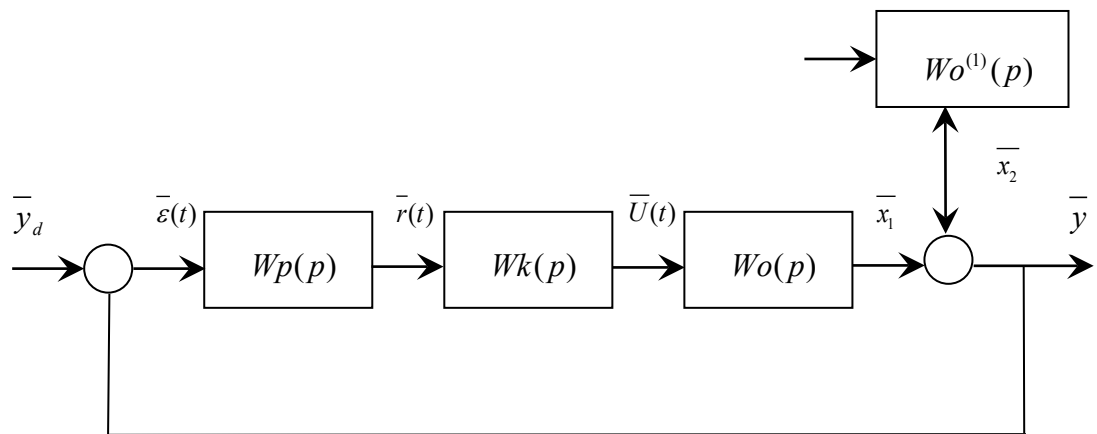 Wo⁽¹⁾(p)
x̄₂
ȳ_d
ε̄(t)
Wp(p)
r̄(t)
Wk(p)
Ū(t)
Wo(p)
x̄₁
ȳ